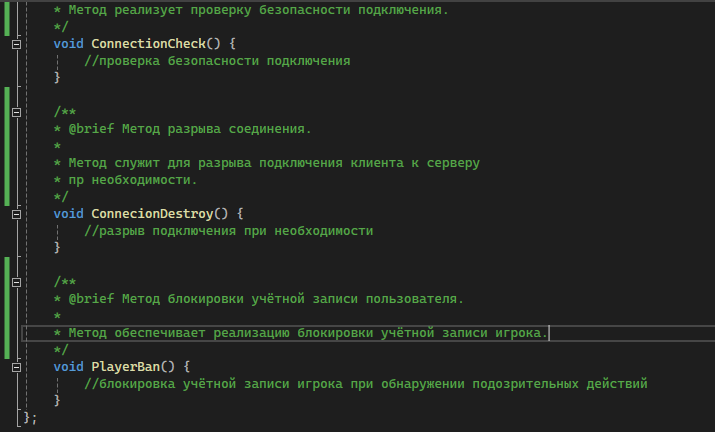 * Метод реализует проверку безопасности подключения.
*/
void ConnectionCheck() {
//проверка безопасности подключения
}
/**
* @brief Метод разрыва соединения.
*
* Метод служит для разрыва подключения клиента к серверу
* пр необходимости.
*/
void ConnecionDestroy() {
//разрыв подключения при необходимости
}
/**
* @brief Метод блокировки учётной записи пользователя.
*
* Метод обеспечивает реализацию блокировки учётной записи игрока.
*/
void PlayerBan() {
//блокировка учётной записи игрока при обнаружении подозрительных действий
}
};